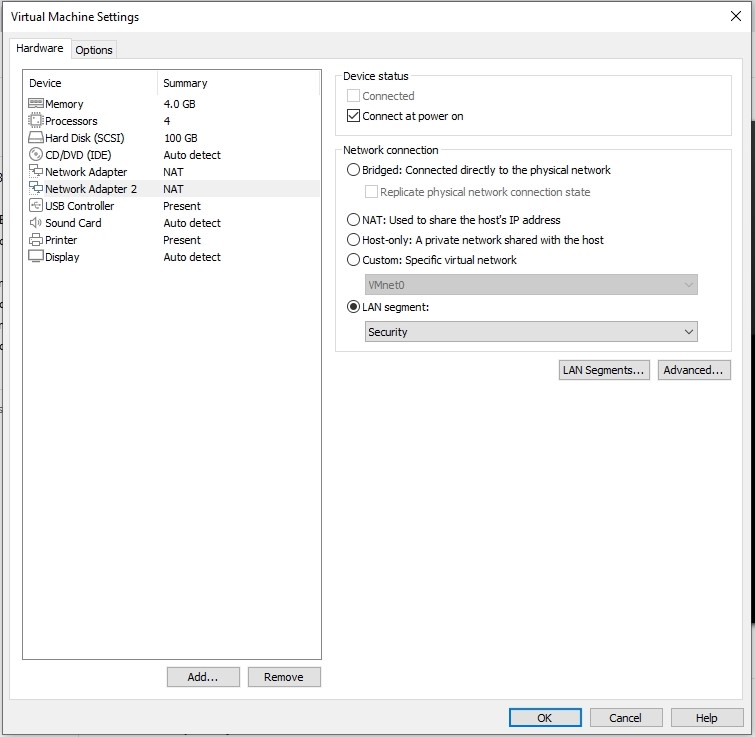 Virtual Machine Settings
Hardware
Options
Device Summary
Memory 4.0 GB
Processors 4
Hard Disk (SCSI) 100 GB
CD/DVD (IDE) Auto detect
Network Adapter NAT
Network Adapter 2 NAT
USB Controller Present
Sound Card Auto detect
Printer Present
Display Auto detect
Add...
Remove
Device status
Connected
Connect at power on
Network connection
Bridged: Connected directly to the physical network
Replicate physical network connection state
NAT: Used to share the host's IP address
Host-only: A private network shared with the host
Custom: Specific virtual network
VMnet0
LAN segment:
Security
LAN Segments...
Advanced...
OK
Cancel
Help